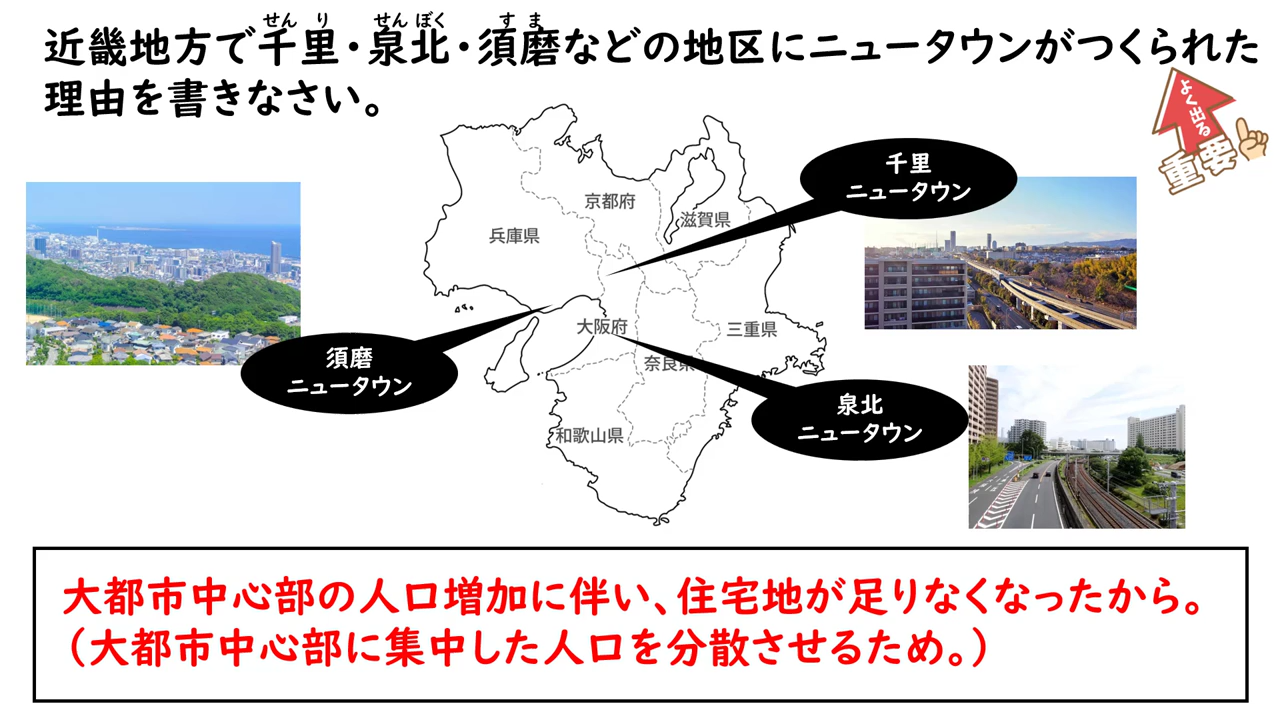 近畿地方で千里・泉北・須磨などの地区にニュータウンがつくられた
せん り せん ぼく す ま
理由を書きなさい。
よく出る
重要
千里
ニュータウン
京都府
滋賀県
兵庫県
大阪府
三重県
須磨
ニュータウン
奈良県
泉北
ニュータウン
和歌山県
大都市中心部の人口増加に伴い、住宅地が足りなくなったから。
（大都市中心部に集中した人口を分散させるため。）